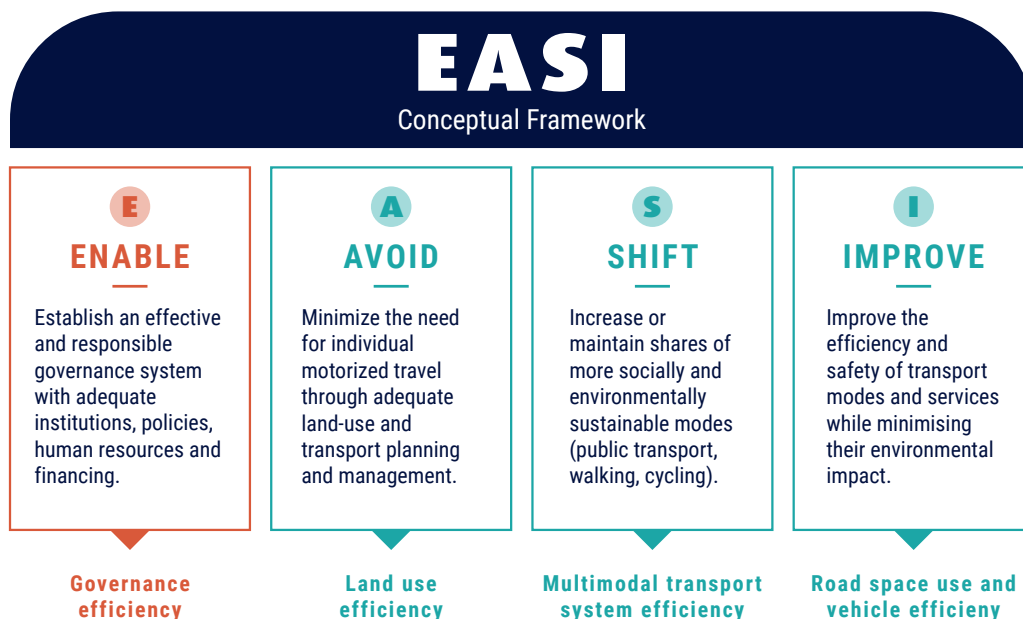 EASI
Conceptual Framework
E
ENABLE
Establish an effective
and responsible
governance system
with adequate
institutions, policies,
human resources and
financing.
Governance
efficiency
A
AVOID
Minimize the need
for individual
motorized travel
through adequate
land-use and
transport planning
and management.
Land use
efficiency
S
SHIFT
Increase or
maintain shares of
more socially and
environmentally
sustainable modes
(public transport,
walking, cycling).
Multimodal transport
system efficiency
I
IMPROVE
Improve the
efficiency and
safety of transport
modes and services
while minimising
their environmental
impact.
Road space use and
vehicle efficieny